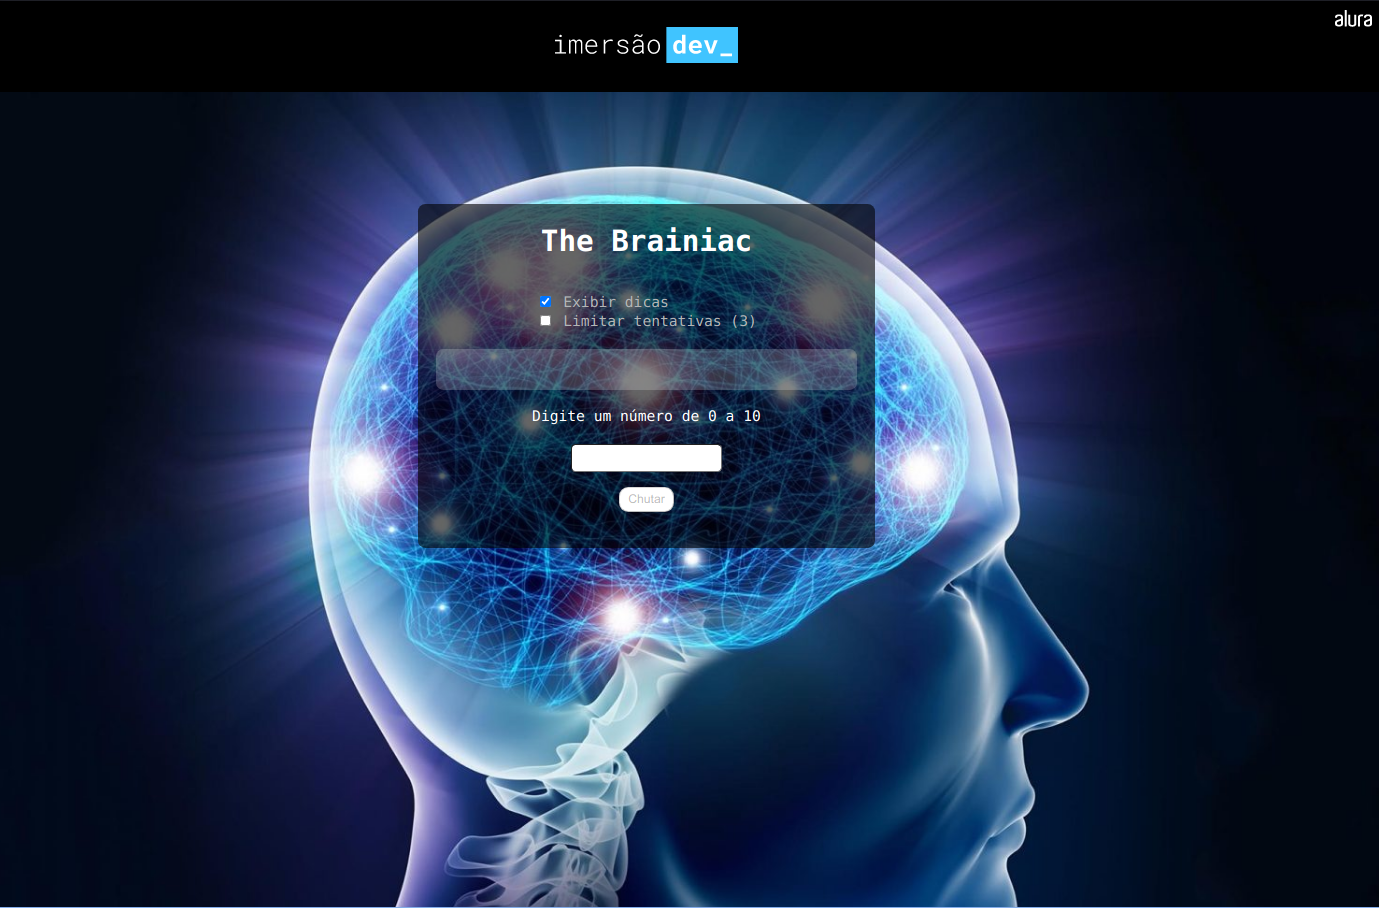 alura
imersão dev_
The Brainiac
Exibir dicas
Limitar tentativas (3)
Digite um número de 0 a 10
Chutar